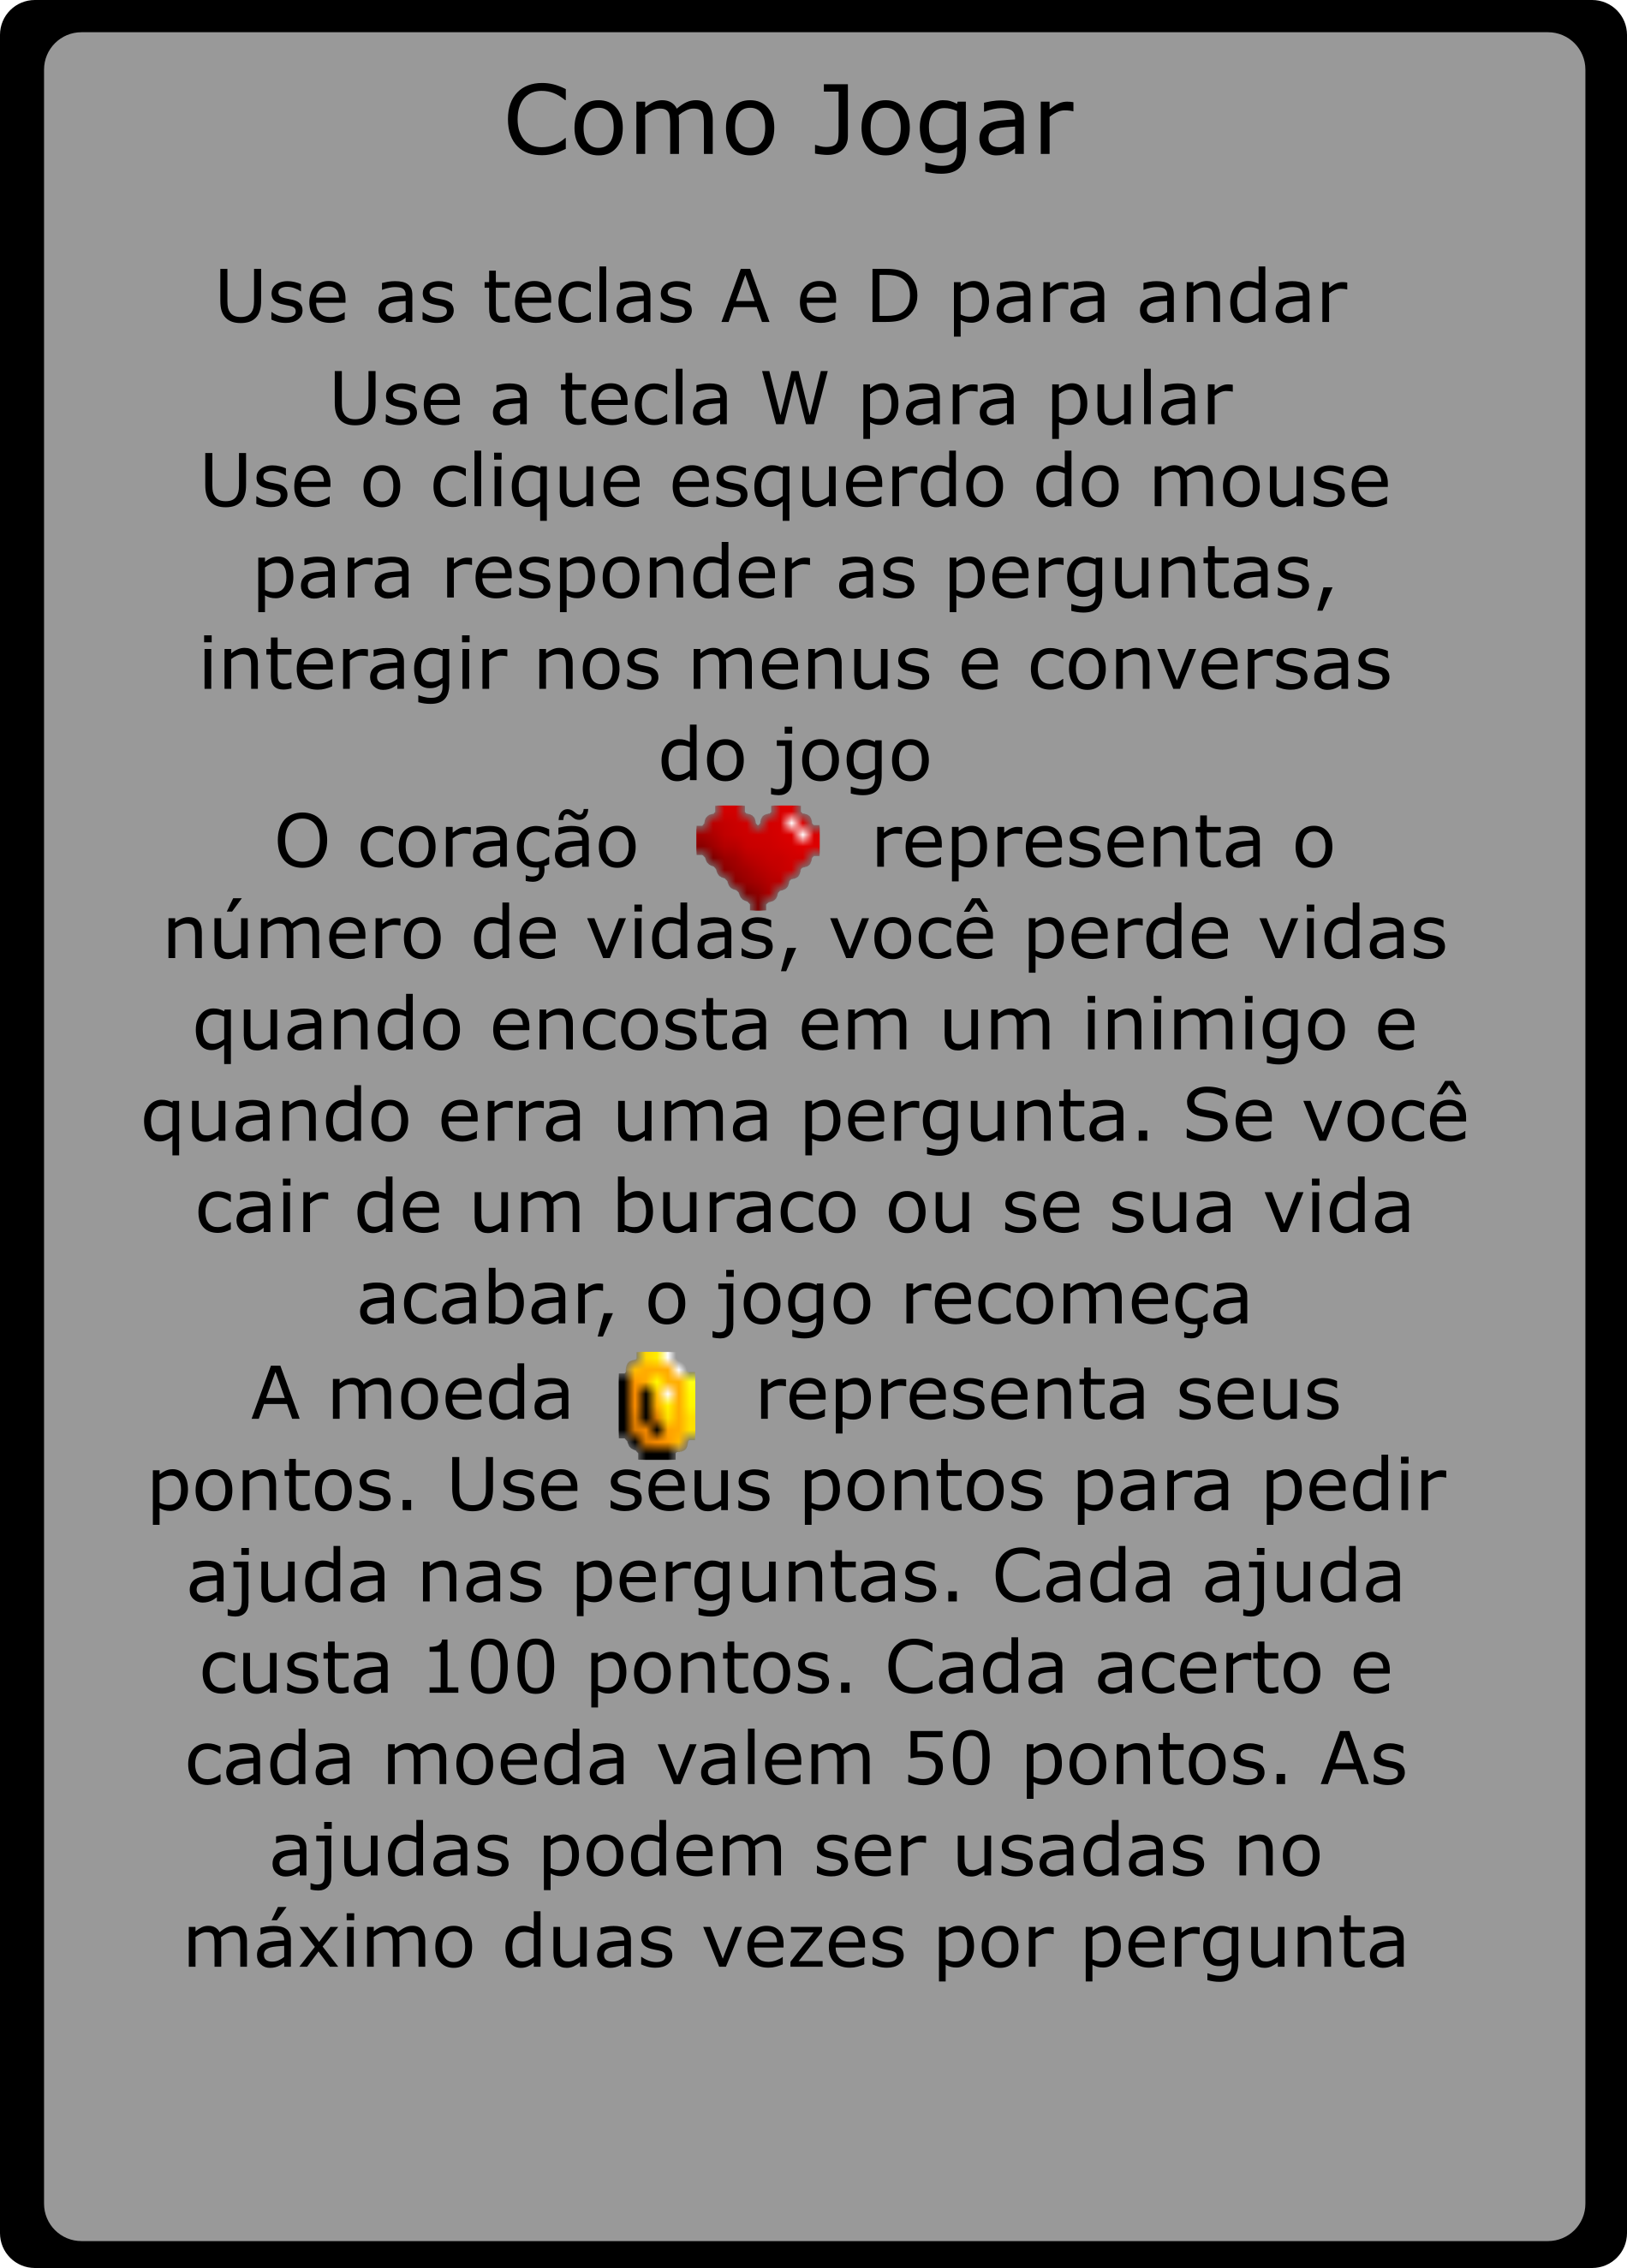 Como Jogar
Use as teclas A e D para andar
Use a tecla W para pular
Use o clique esquerdo do mouse
para responder as perguntas,
interagir nos menus e conversas
do jogo
O coração representa o
número de vidas, você perde vidas
quando encosta em um inimigo e
quando erra uma pergunta. Se você
cair de um buraco ou se sua vida
acabar, o jogo recomeça
A moeda representa seus
pontos. Use seus pontos para pedir
ajuda nas perguntas. Cada ajuda
custa 100 pontos. Cada acerto e
cada moeda valem 50 pontos. As
ajudas podem ser usadas no
máximo duas vezes por pergunta